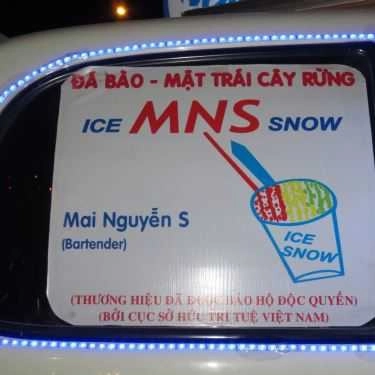 ĐÁ BÀO - MẬT TRÁI CÂY RỪNG
ICE MNS SNOW
Mai Nguyễn S
(Bartender)
ICE
SNOW
(THƯƠNG HIỆU ĐÃ ĐƯỢC BẢO HỘ ĐỘC QUYỀN)
(BỞI CỤC SỞ HỮU TRÍ TUỆ VIỆT NAM)